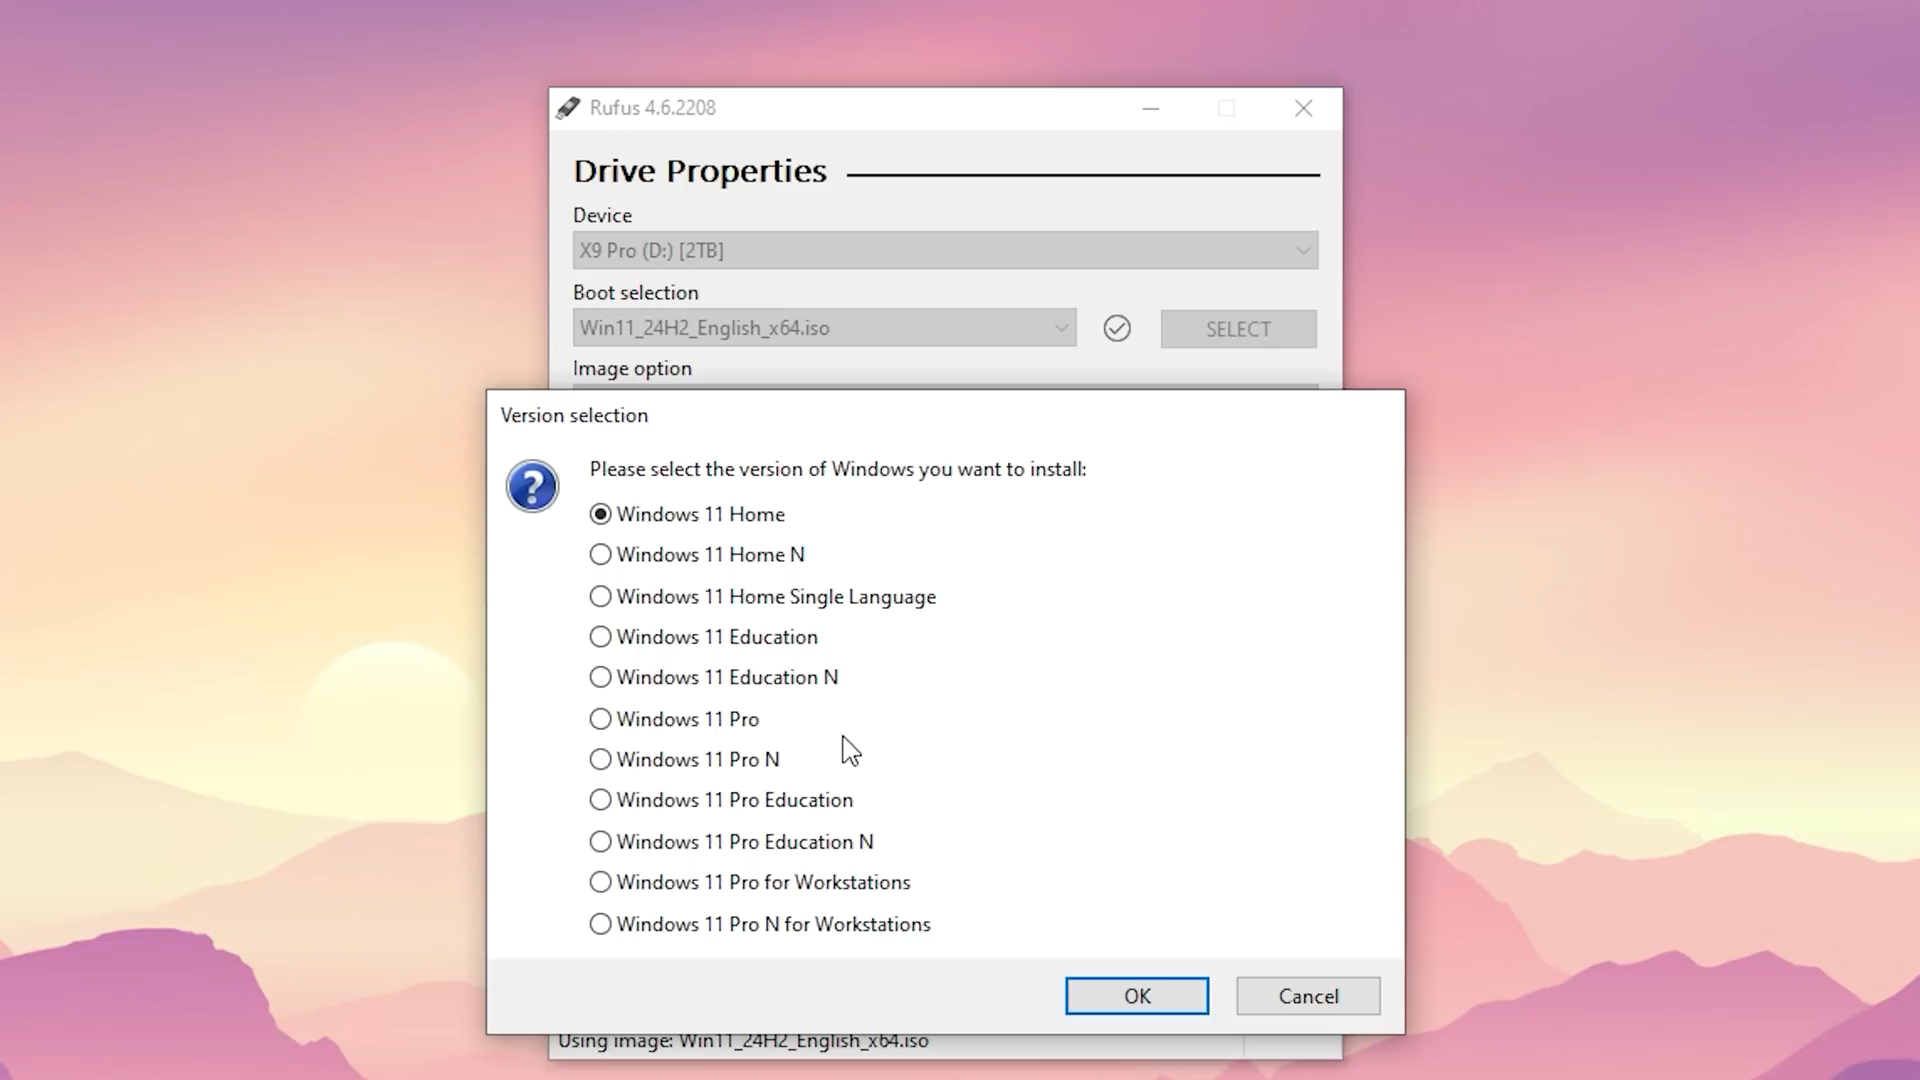 Rufus 4.6.2208
Drive Properties
Device
X9 Pro (D:) [2TB]
Boot selection
Win11_24H2_English_x64.iso
SELECT
Image option
Version selection
Please select the version of Windows you want to install:
Windows 11 Home
Windows 11 Home N
Windows 11 Home Single Language
Windows 11 Education
Windows 11 Education N
Windows 11 Pro
Windows 11 Pro N
Windows 11 Pro Education
Windows 11 Pro Education N
Windows 11 Pro for Workstations
Windows 11 Pro N for Workstations
OK
Cancel
Using image: Win11_24H2_English_x64.iso